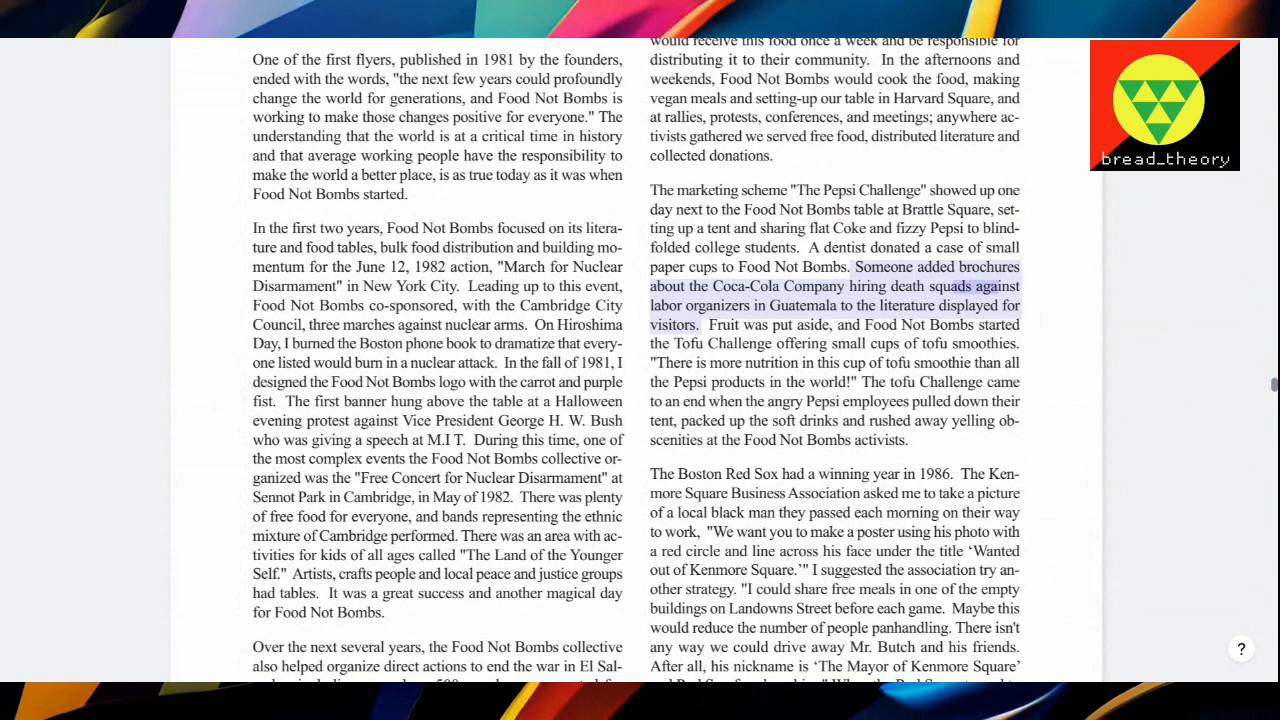 One of the first flyers, published in 1981 by the founders,
ended with the words, "the next few years could profoundly
change the world for generations, and Food Not Bombs is
working to make those changes positive for everyone." The
understanding that the world is at a critical time in history
and that average working people have the responsibility to
make the world a better place, is as true today as it was when
Food Not Bombs started.
In the first two years, Food Not Bombs focused on its litera-
ture and food tables, bulk food distribution and building mo-
mentum for the June 12, 1982 action, "March for Nuclear
Disarmament" in New York City. Leading up to this event,
Food Not Bombs co-sponsored, with the Cambridge City
Council, three marches against nuclear arms. On Hiroshima
Day, I burned the Boston phone book to dramatize that every-
one listed would burn in a nuclear attack. In the fall of 1981, I
designed the Food Not Bombs logo with the carrot and purple
fist. The first banner hung above the table at a Halloween
evening protest against Vice President George H. W. Bush
who was giving a speech at M.I T. During this time, one of
the most complex events the Food Not Bombs collective or-
ganized was the "Free Concert for Nuclear Disarmament" at
Sennot Park in Cambridge, in May of 1982. There was plenty
of free food for everyone, and bands representing the ethnic
mixture of Cambridge performed. There was an area with ac-
tivities for kids of all ages called "The Land of the Younger
Self." Artists, crafts people and local peace and justice groups
had tables. It was a great success and another magical day
for Food Not Bombs.
Over the next several years, the Food Not Bombs collective
also helped organize direct actions to end the war in El Sal-
would receive this food once a week and be responsible for
distributing it to their community. In the afternoons and
weekends, Food Not Bombs would cook the food, making
vegan meals and setting-up our table in Harvard Square, and
at rallies, protests, conferences, and meetings; anywhere ac-
tivists gathered we served free food, distributed literature and
collected donations.
The marketing scheme "The Pepsi Challenge" showed up one
day next to the Food Not Bombs table at Brattle Square, set-
ting up a tent and sharing flat Coke and fizzy Pepsi to blind-
folded college students. A dentist donated a case of small
paper cups to Food Not Bombs. Someone added brochures
about the Coca-Cola Company hiring death squads against
labor organizers in Guatemala to the literature displayed for
visitors. Fruit was put aside, and Food Not Bombs started
the Tofu Challenge offering small cups of tofu smoothies.
"There is more nutrition in this cup of tofu smoothie than all
the Pepsi products in the world!" The tofu Challenge came
to an end when the angry Pepsi employees pulled down their
tent, packed up the soft drinks and rushed away yelling ob-
scenities at the Food Not Bombs activists.
The Boston Red Sox had a winning year in 1986. The Ken-
more Square Business Association asked me to take a picture
of a local black man they passed each morning on their way
to work, "We want you to make a poster using his photo with
a red circle and line across his face under the title ‘Wanted
out of Kenmore Square.’" I suggested the association try an-
other strategy. "I could share free meals in one of the empty
buildings on Landowns Street before each game. Maybe this
would reduce the number of people panhandling. There isn't
any way we could drive away Mr. Butch and his friends.
After all, his nickname is ‘The Mayor of Kenmore Square’
bread_theory
?